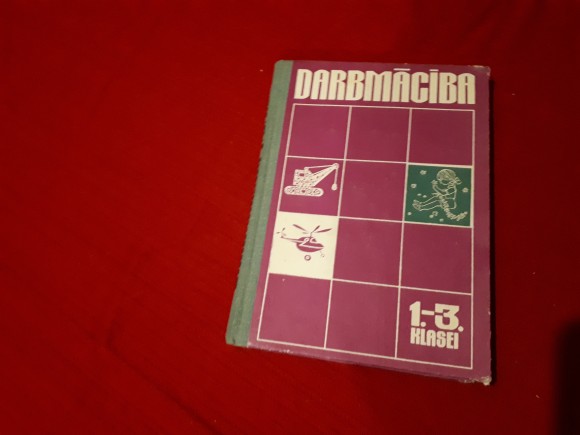 DARBMĀCĪBA
1.-3.
KLASEI